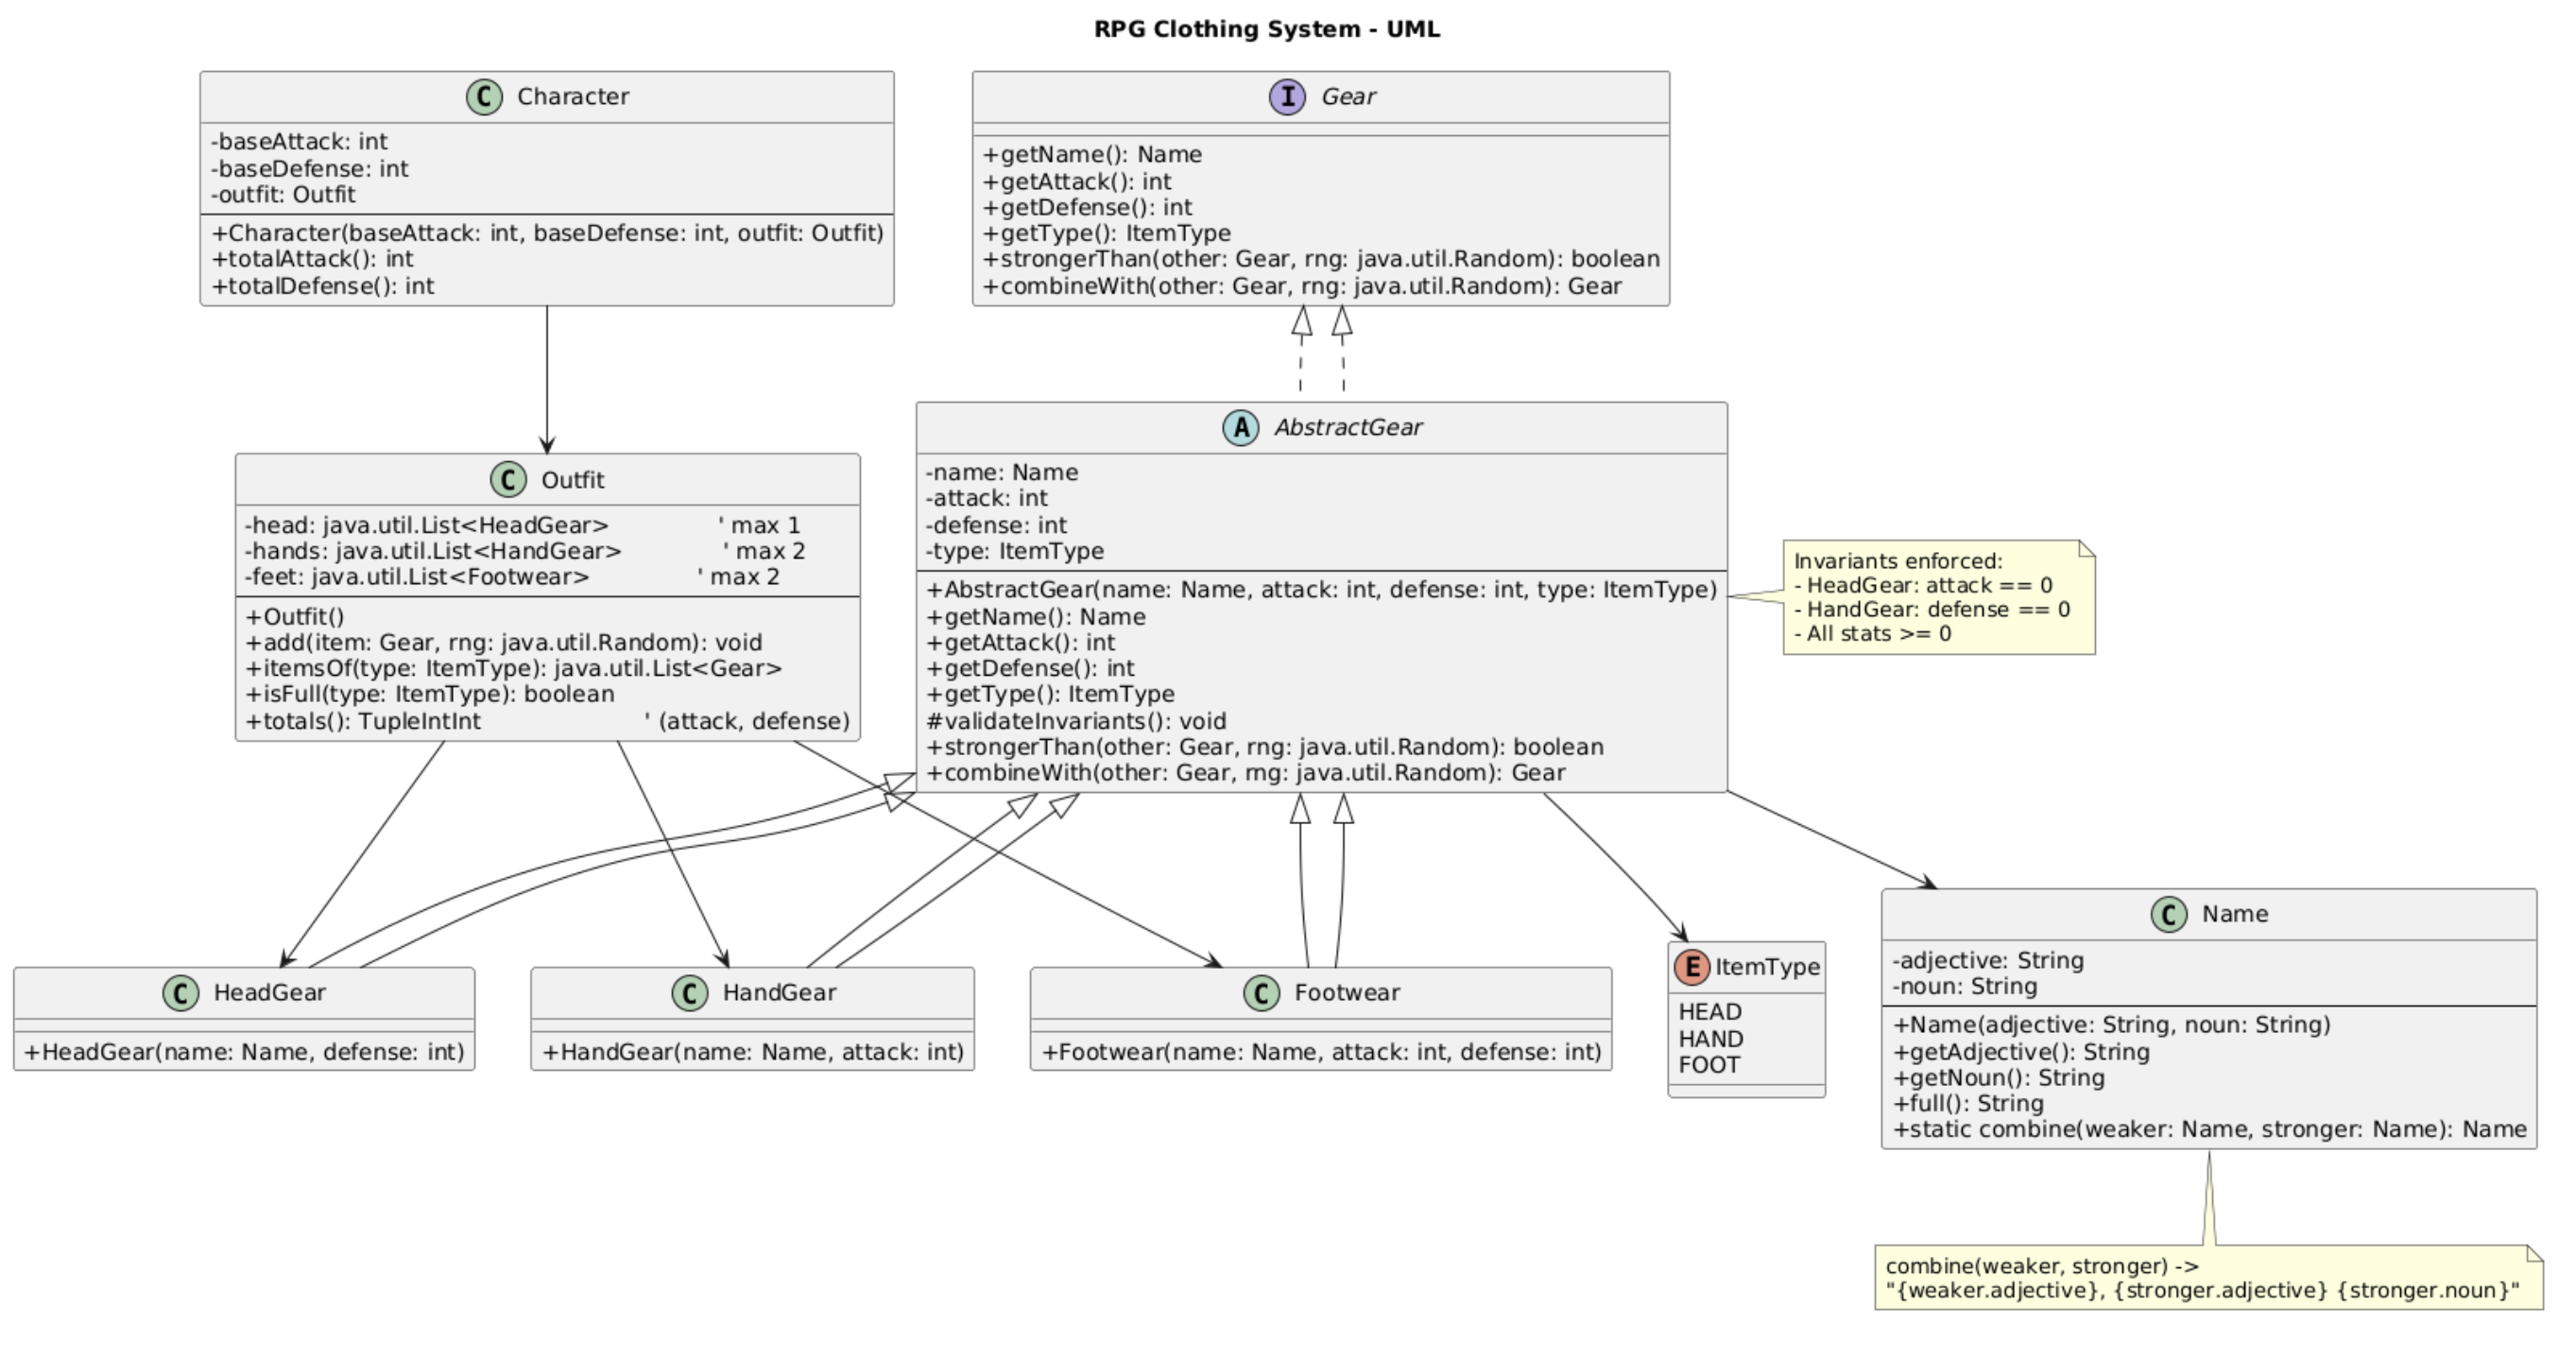 RPG Clothing System - UML
C Character
-baseAttack: int
-baseDefense: int
-outfit: Outfit
+Character(baseAttack: int, baseDefense: int, outfit: Outfit)
+totalAttack(): int
+totalDefense(): int
I Gear
+getName(): Name
+getAttack(): int
+getDefense(): int
+getType(): ItemType
+strongerThan(other: Gear, rng: java.util.Random): boolean
+combineWith(other: Gear, rng: java.util.Random): Gear
C Outfit
-head: java.util.List<HeadGear> ' max 1
-hands: java.util.List<HandGear> ' max 2
-feet: java.util.List<Footwear> ' max 2
+Outfit()
+add(item: Gear, rng: java.util.Random): void
+itemsOf(type: ItemType): java.util.List<Gear>
+isFull(type: ItemType): boolean
+totals(): TupleIntInt ' (attack, defense)
A AbstractGear
-name: Name
-attack: int
-defense: int
-type: ItemType
+AbstractGear(name: Name, attack: int, defense: int, type: ItemType)
+getName(): Name
+getAttack(): int
+getDefense(): int
+getType(): ItemType
#validateInvariants(): void
+strongerThan(other: Gear, rng: java.util.Random): boolean
+combineWith(other: Gear, rng: java.util.Random): Gear
Invariants enforced:
- HeadGear: attack == 0
- HandGear: defense == 0
- All stats >= 0
C HeadGear
+HeadGear(name: Name, defense: int)
C HandGear
+HandGear(name: Name, attack: int)
C Footwear
+Footwear(name: Name, attack: int, defense: int)
E ItemType
HEAD
HAND
FOOT
C Name
-adjective: String
-noun: String
+Name(adjective: String, noun: String)
+getAdjective(): String
+getNoun(): String
+full(): String
+static combine(weaker: Name, stronger: Name): Name
combine(weaker, stronger) ->
"{weaker.adjective}, {stronger.adjective} {stronger.noun}"